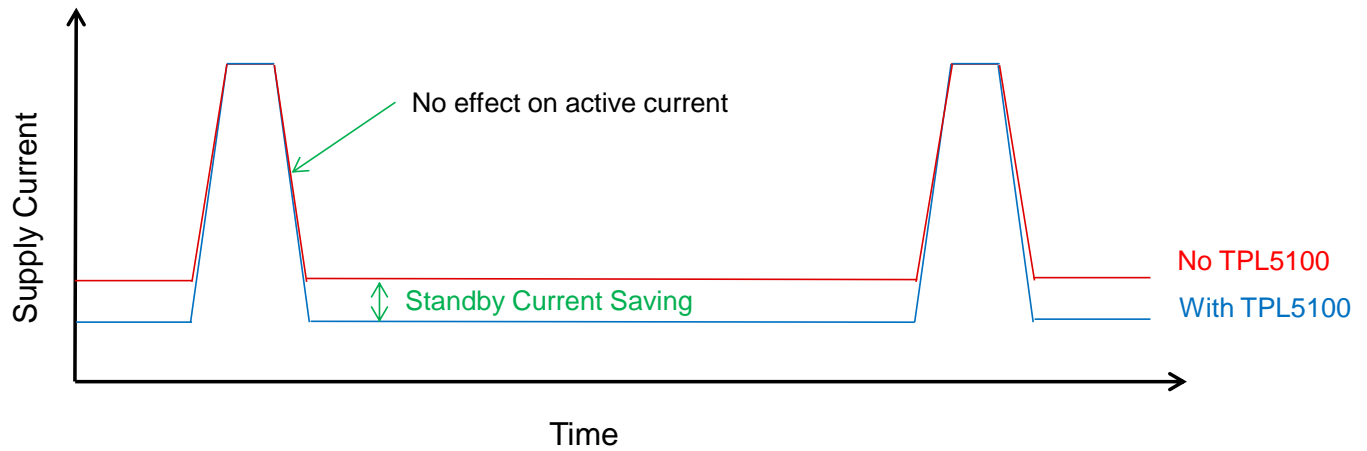 No effect on active current
Supply Current
No TPL5100
Standby Current Saving
With TPL5100
Time